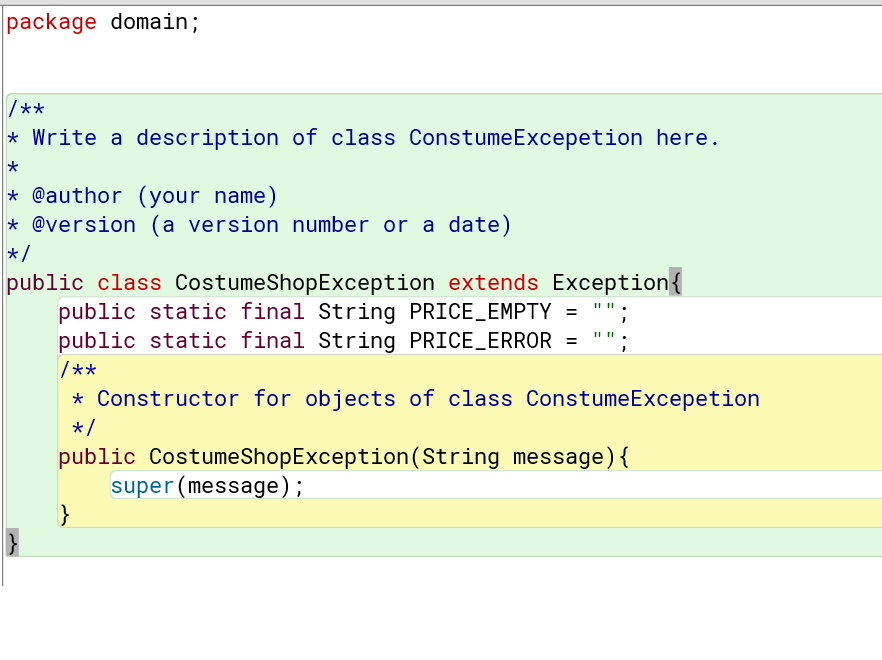 package domain;
/**
* Write a description of class ConstumeExcepetion here.
*
* @author (your name)
* @version (a version number or a date)
*/
public class CostumeShopException extends Exception{
public static final String PRICE_EMPTY = "";
public static final String PRICE_ERROR = "";
/**
* Constructor for objects of class ConstumeExcepetion
*/
public CostumeShopException(String message){
super(message);
}
}